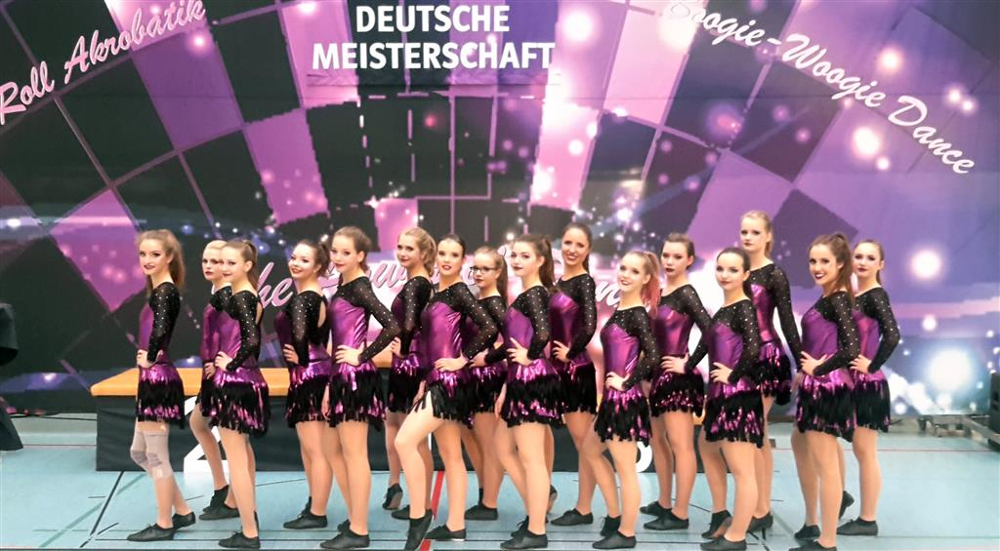 Roll Akrobatik
DEUTSCHE
MEISTERSCHAFT
Boogie-Woogie Dance